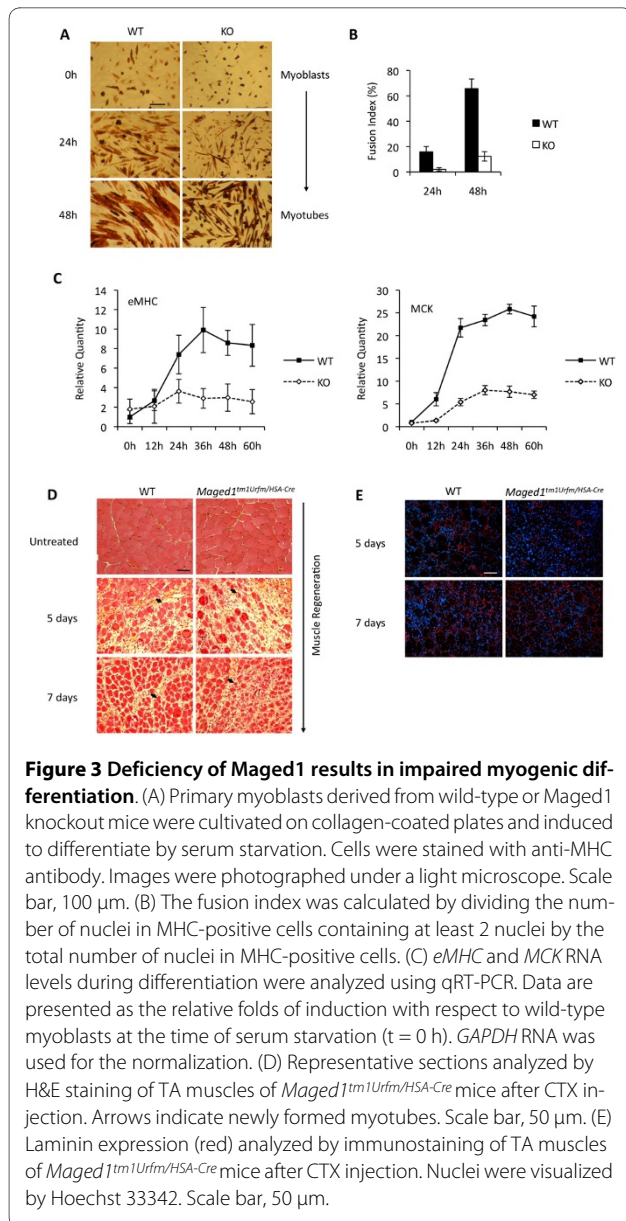 A
WT
KO
0h
Myoblasts
24h
48h
Myotubes
B
Fusion Index (%)
80
60
40
20
0
24h
48h
WT
KO
C
eMHC
Relative Quantity
14
12
10
8
6
4
2
0
0h 12h 24h 36h 48h 60h
WT
KO
MCK
Relative Quantity
30
25
20
15
10
5
0
0h 12h 24h 36h 48h 60h
WT
KO
D
WT
Maged1tm1Urfm/HSA-Cre
Untreated
5 days
7 days
Muscle Regeneration
E
WT
Maged1tm1Urfm/HSA-Cre
5 days
7 days
Figure 3 Deficiency of Maged1 results in impaired myogenic dif-
ferentiation. (A) Primary myoblasts derived from wild-type or Maged1
knockout mice were cultivated on collagen-coated plates and induced
to differentiate by serum starvation. Cells were stained with anti-MHC
antibody. Images were photographed under a light microscope. Scale
bar, 100 μm. (B) The fusion index was calculated by dividing the num-
ber of nuclei in MHC-positive cells containing at least 2 nuclei by the
total number of nuclei in MHC-positive cells. (C) eMHC and MCK RNA
levels during differentiation were analyzed using qRT-PCR. Data are
presented as the relative folds of induction with respect to wild-type
myoblasts at the time of serum starvation (t = 0 h). GAPDH RNA was
used for the normalization. (D) Representative sections analyzed by
H&E staining of TA muscles of Maged1tm1Urfm/HSA-Cre mice after CTX in-
jection. Arrows indicate newly formed myotubes. Scale bar, 50 μm. (E)
Laminin expression (red) analyzed by immunostaining of TA muscles
of Maged1tm1Urfm/HSA-Cre mice after CTX injection. Nuclei were visualized
by Hoechst 33342. Scale bar, 50 μm.